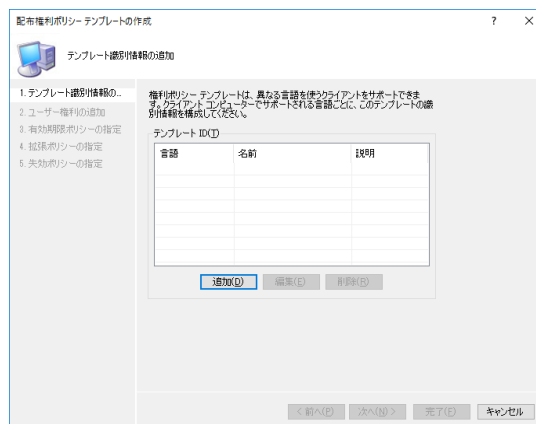 配布権利ポリシー テンプレートの作成
テンプレート識別情報の追加
1. テンプレート識別情報の...
2. ユーザー権利の追加
3. 有効期限ポリシーの指定
4. 拡張ポリシーの指定
5. 失効ポリシーの指定
権利ポリシー テンプレートは、異なる言語を使うクライアントをサポートできま
す。クライアント コンピューターでサポートされる言語ごとに、このテンプレートの識
別情報を構成してください。
テンプレート ID(T)
言語 名前 説明
追加(D) 編集(E) 削除(R)
< 前へ(P) 次へ(N) > 完了(F) キャンセル